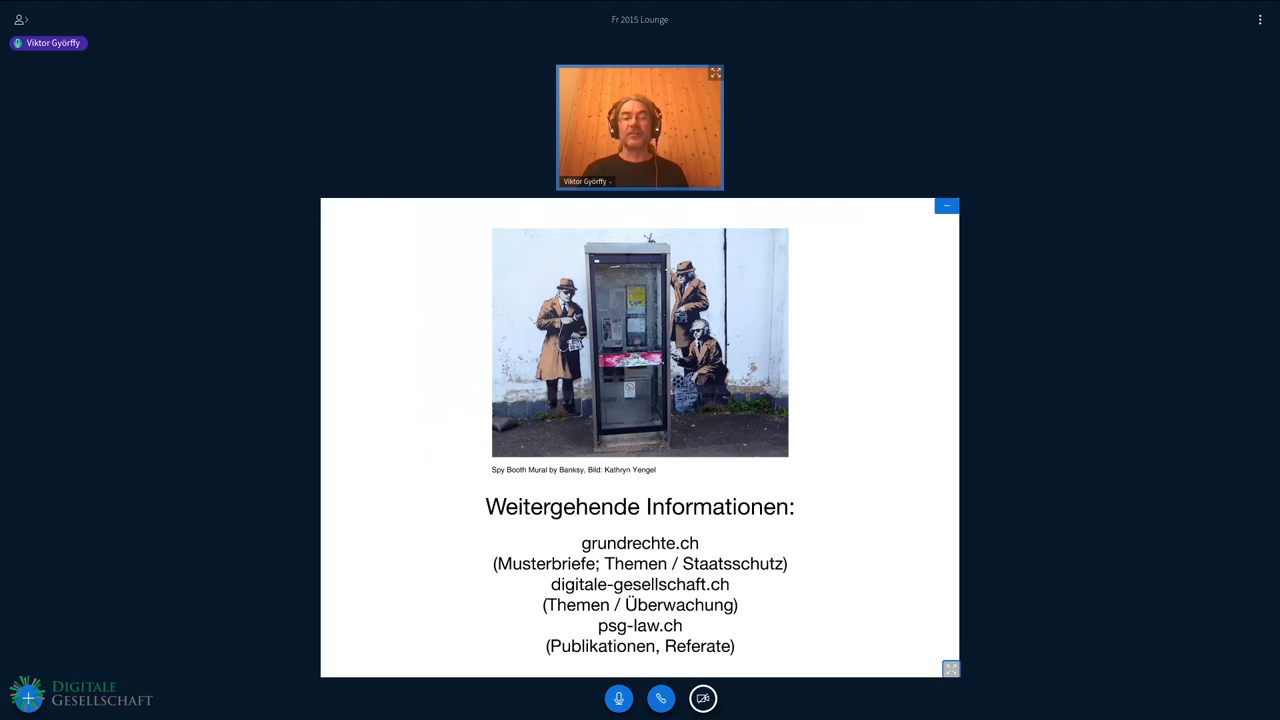 Fr 2015 Lounge
Viktor Györffy
Viktor Györffy
Spy Booth Mural by Banksy, Bild: Kathryn Yengel
Weitergehende Informationen:
grundrechte.ch
(Musterbriefe; Themen / Staatsschutz)
digitale-gesellschaft.ch
(Themen / Überwachung)
psg-law.ch
(Publikationen, Referate)
DIGITALE
GESELLSCHAFT